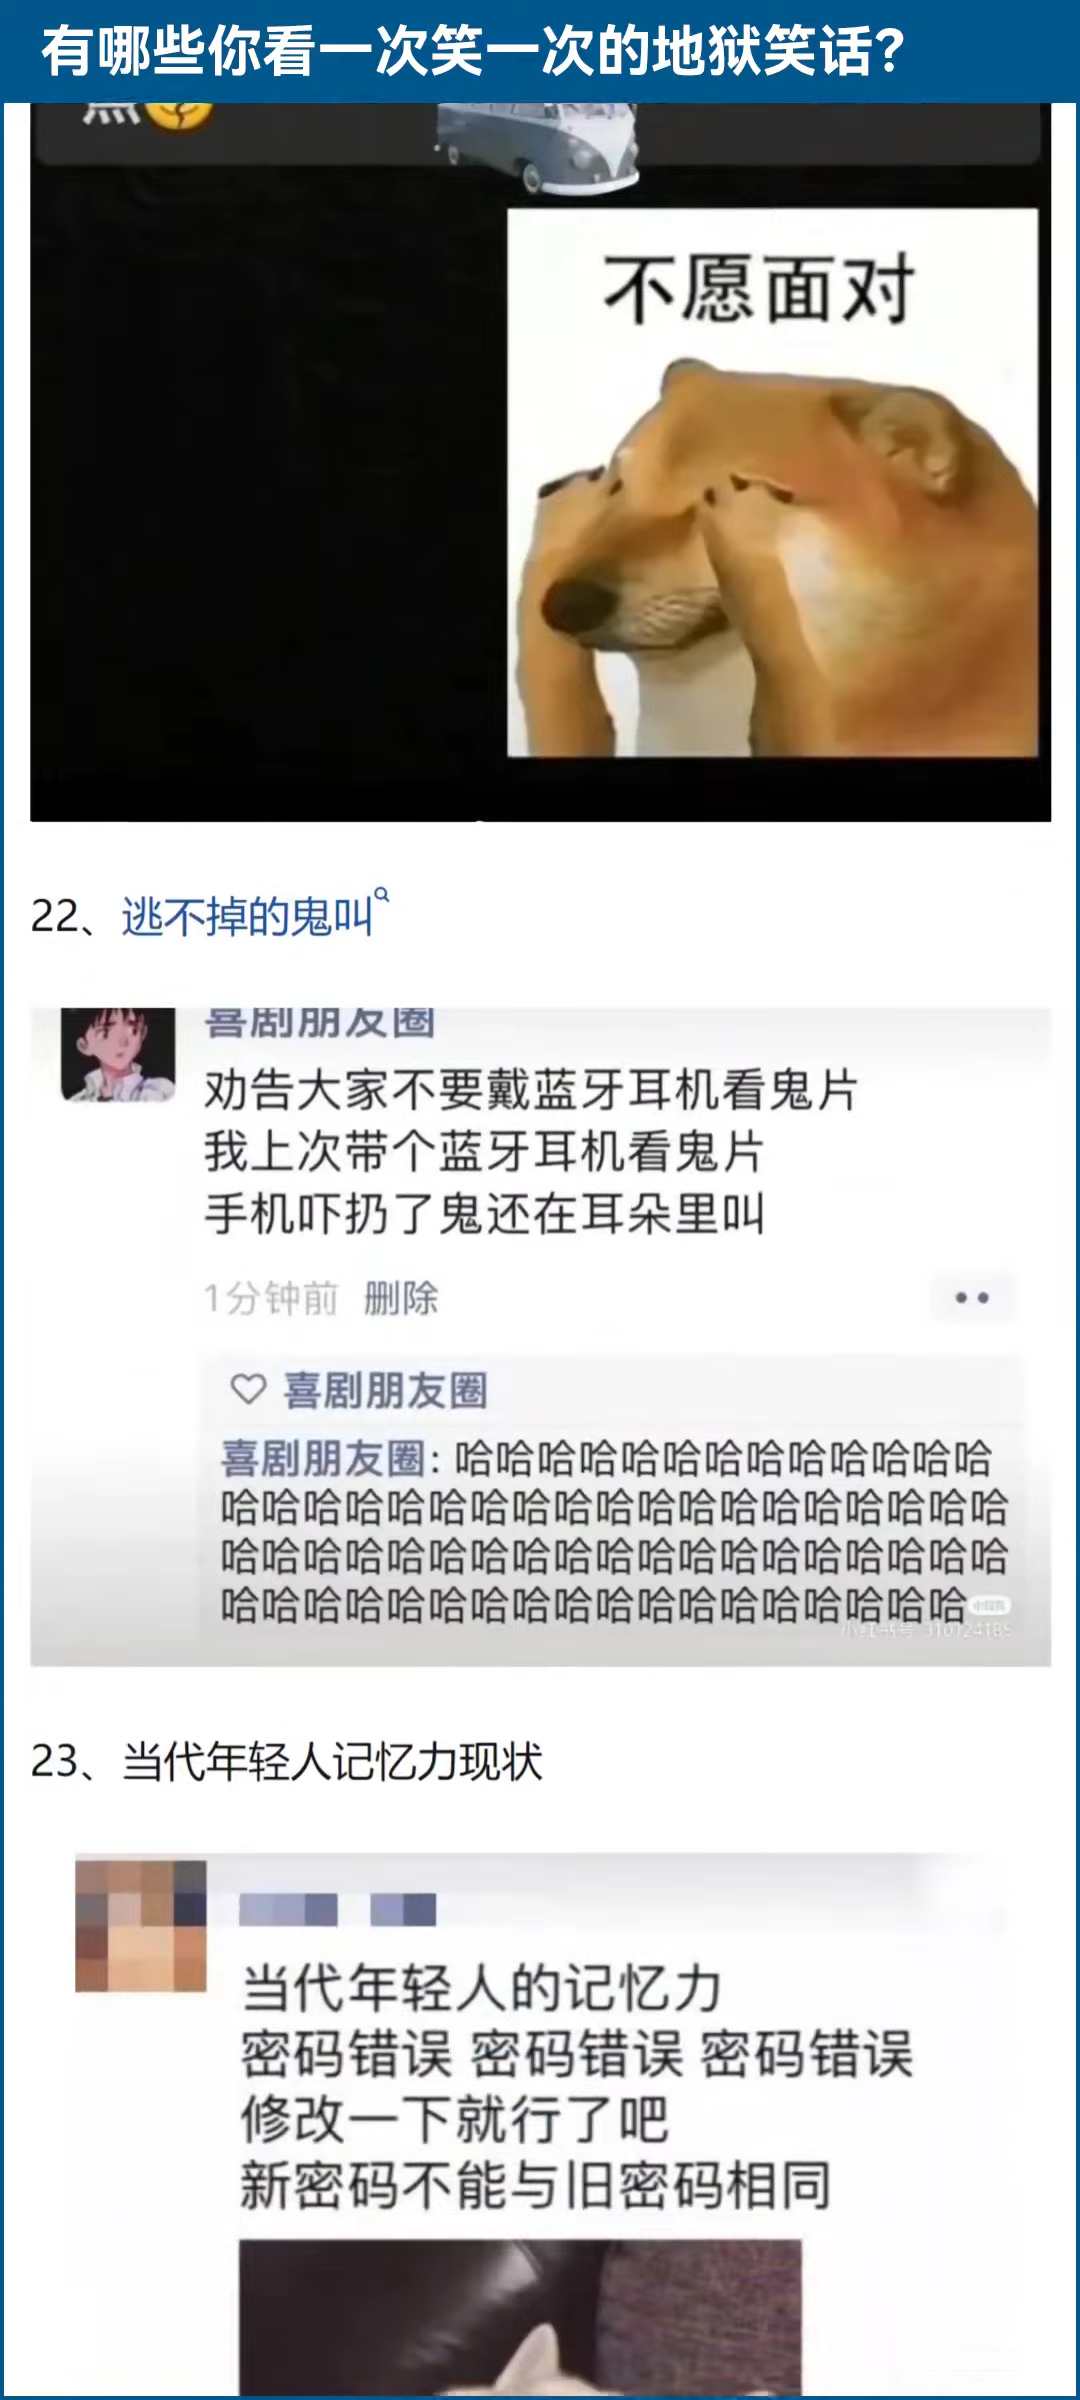 有哪些你看一次笑一次的地狱笑话？
不愿面对
22、逃不掉的鬼叫
喜剧朋友圈
劝告大家不要戴蓝牙耳机看鬼片
我上次带个蓝牙耳机看鬼片
手机吓扔了鬼还在耳朵里叫
1分钟前 删除
喜剧朋友圈
喜剧朋友圈：哈哈哈哈哈哈哈哈哈哈哈哈哈
哈哈哈哈哈哈哈哈哈哈哈哈哈哈哈哈哈哈哈
哈哈哈哈哈哈哈哈哈哈哈哈哈哈哈哈哈哈哈
哈哈哈哈哈哈哈哈哈哈哈哈哈哈哈哈哈哈
小红书
23、当代年轻人记忆力现状
当代年轻人的记忆力
密码错误 密码错误 密码错误
修改一下就行了吧
新密码不能与旧密码相同